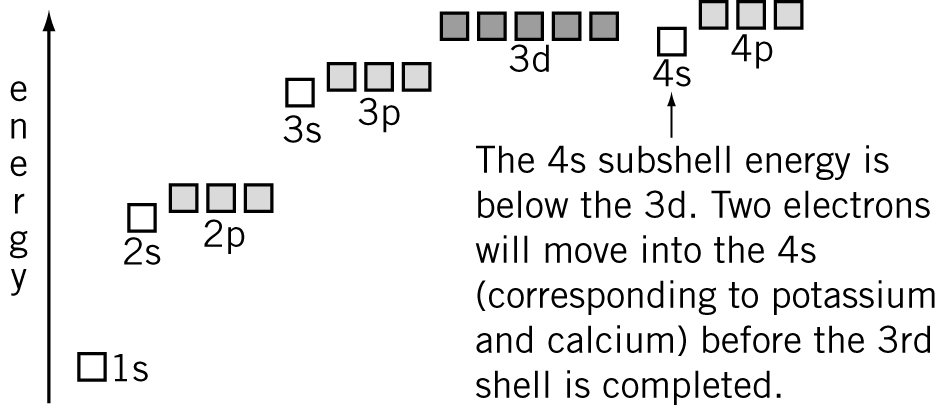 energy
3d
4s
4p
3s
3p
2s
2p
1s
The 4s subshell energy is
below the 3d. Two electrons
will move into the 4s
(corresponding to potassium
and calcium) before the 3rd
shell is completed.